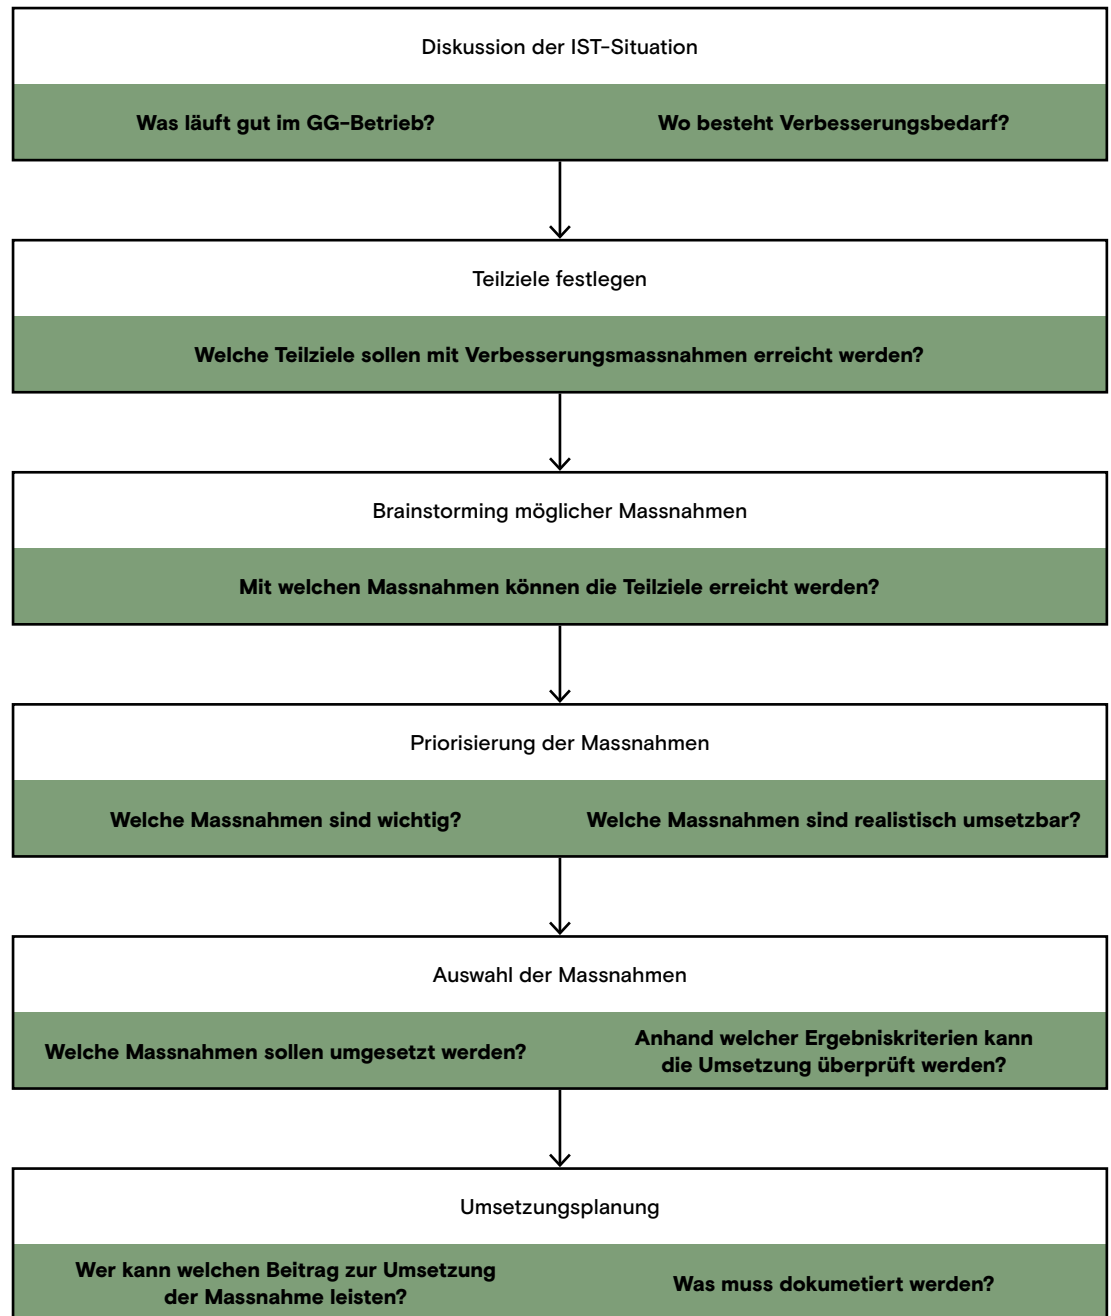 Diskussion der IST-Situation
Was läuft gut im GG-Betrieb?
Wo besteht Verbesserungsbedarf?
Teilziele festlegen
Welche Teilziele sollen mit Verbesserungsmassnahmen erreicht werden?
Brainstorming möglicher Massnahmen
Mit welchen Massnahmen können die Teilziele erreicht werden?
Priorisierung der Massnahmen
Welche Massnahmen sind wichtig?
Welche Massnahmen sind realistisch umsetzbar?
Auswahl der Massnahmen
Welche Massnahmen sollen umgesetzt werden?
Anhand welcher Ergebniskriterien kann
die Umsetzung überprüft werden?
Umsetzungsplanung
Wer kann welchen Beitrag zur Umsetzung
der Massnahme leisten?
Was muss dokumetiert werden?